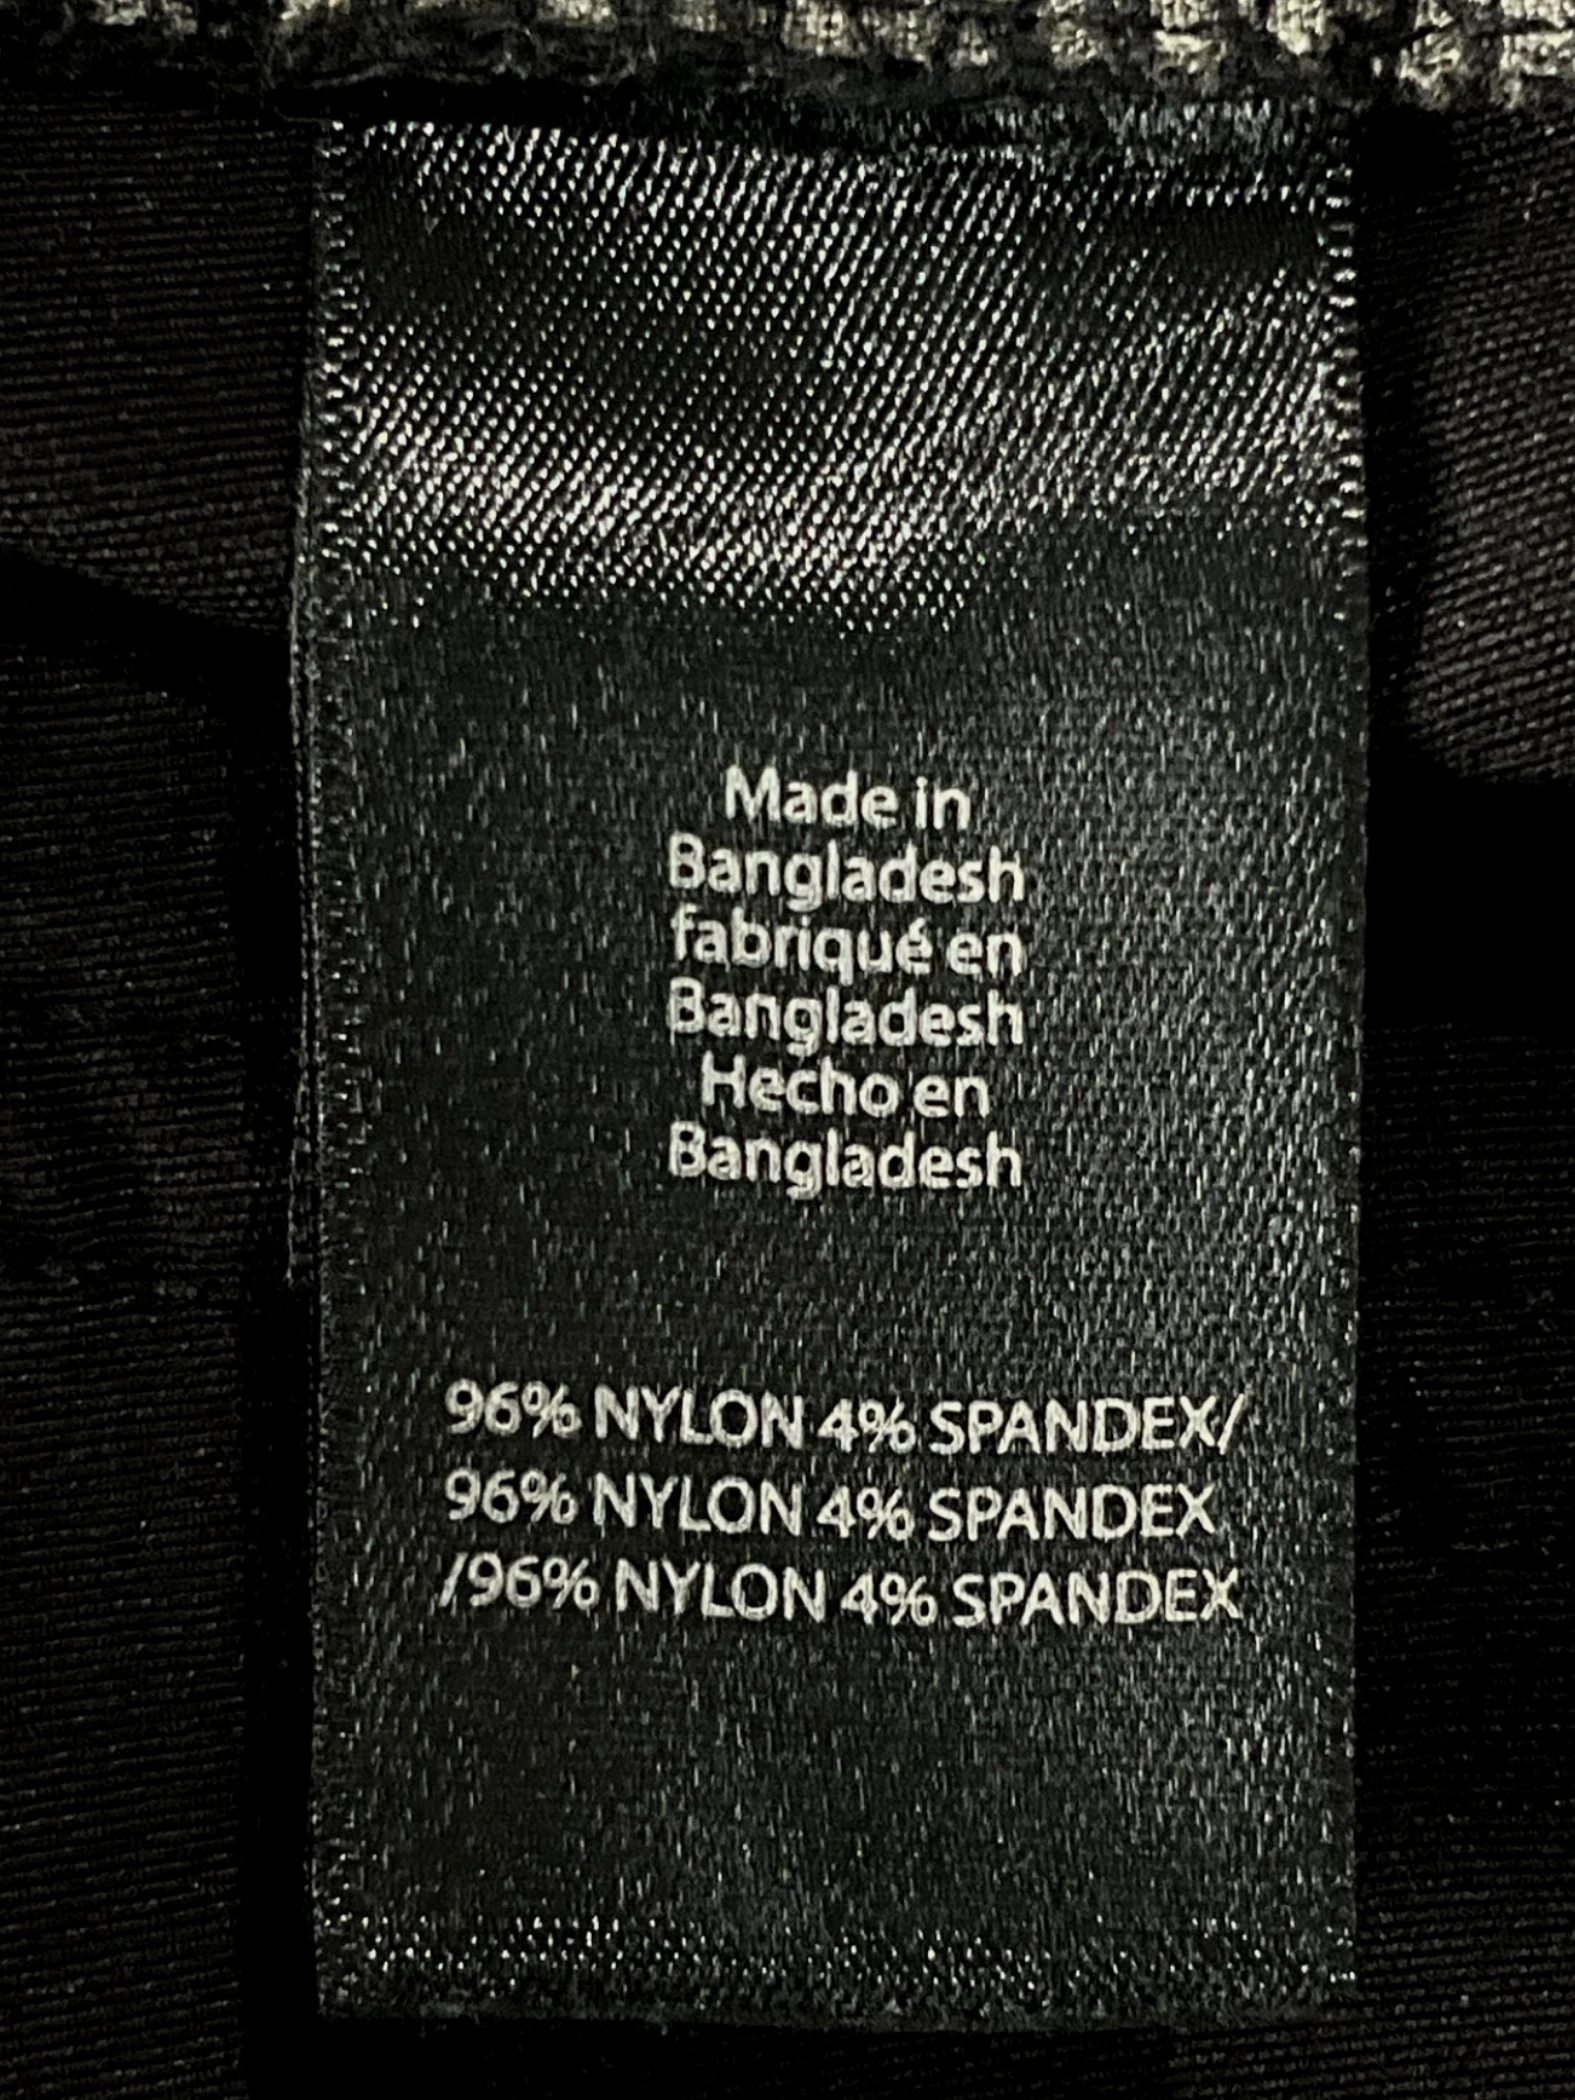 Made in
Bangladesh
fabriqué en
Bangladesh
Hecho en
Bangladesh
96% NYLON 4% SPANDEX/
96% NYLON 4% SPANDEX
/96% NYLON 4% SPANDEX